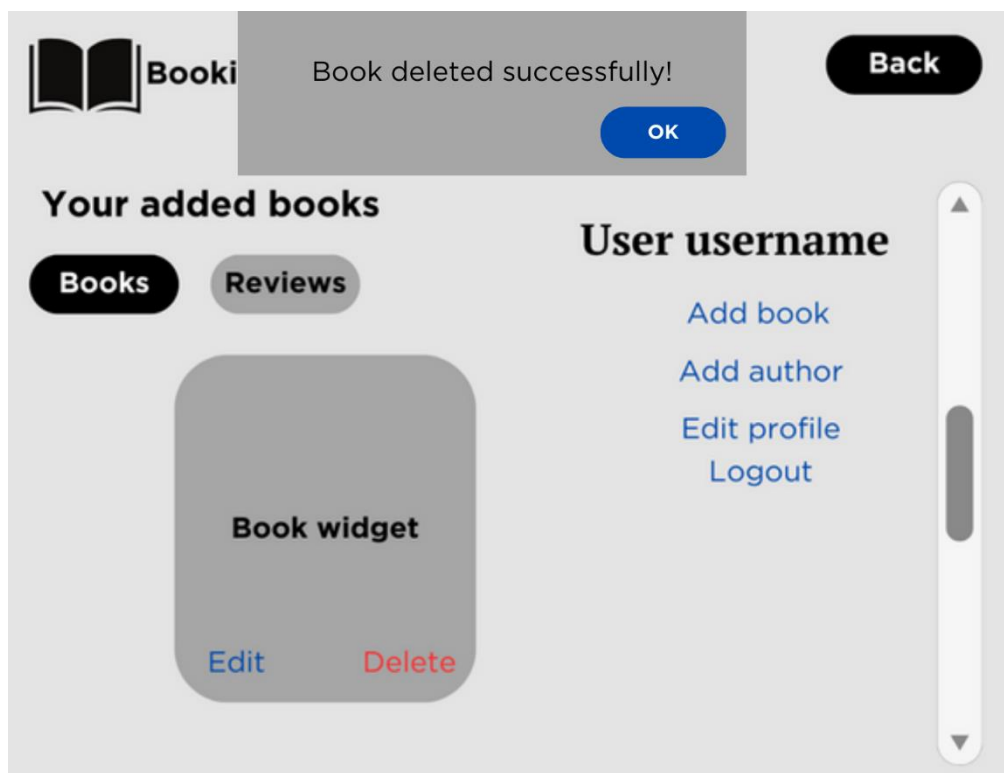 Booki
Book deleted successfully!
Back
OK
Your added books
User username
Books
Reviews
Add book
Add author
Edit profile
Logout
Book widget
Edit
Delete